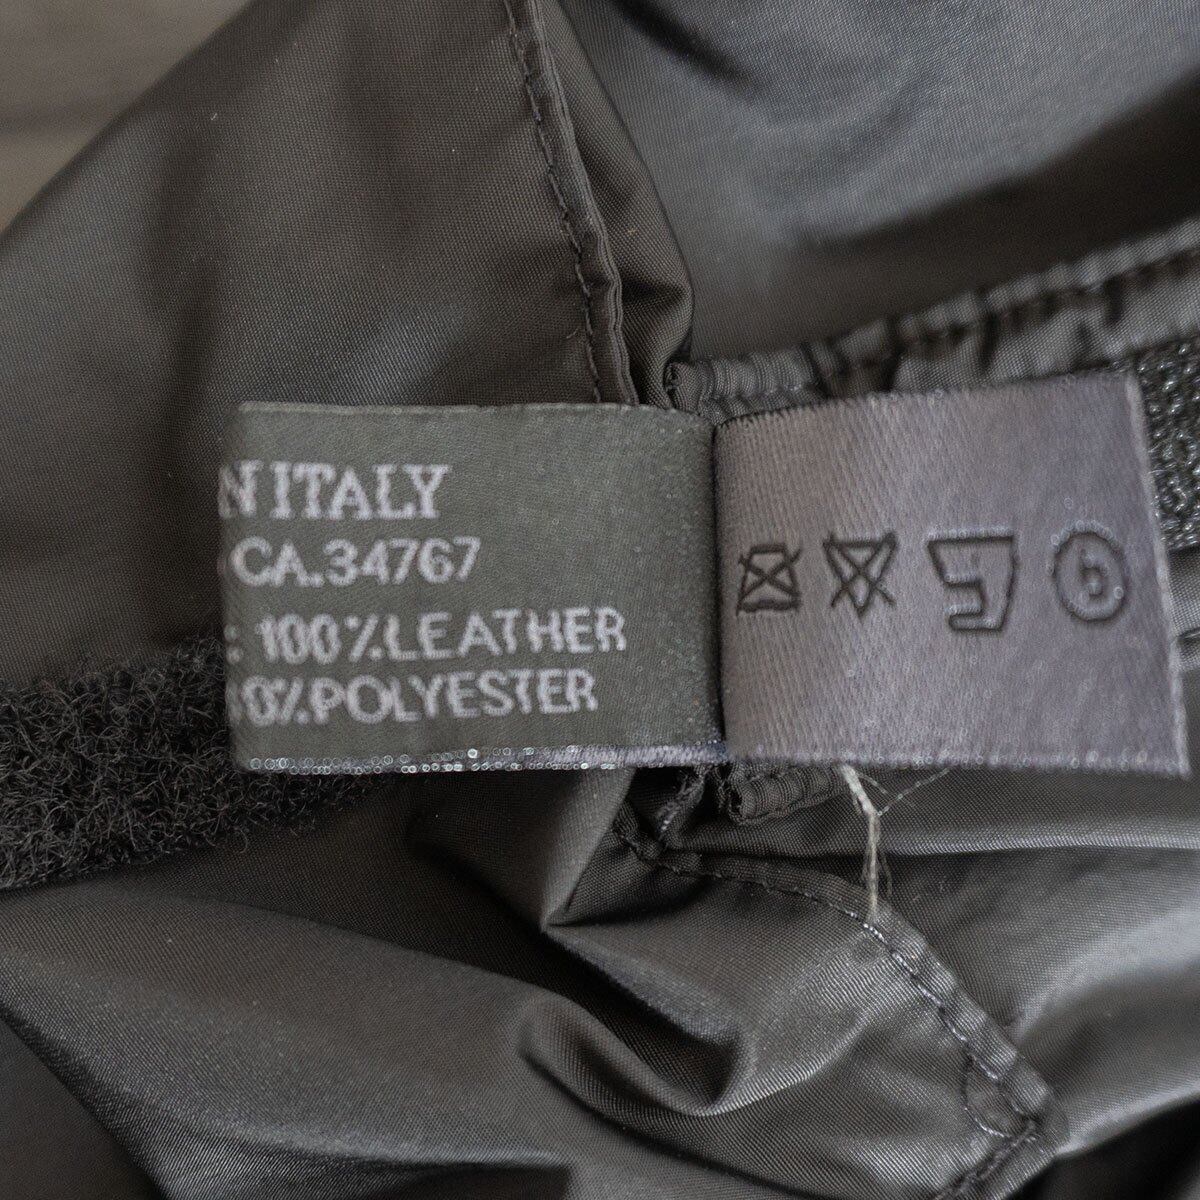 N ITALY
CA.34767
: 100%LEATHER
0%POLYESTER